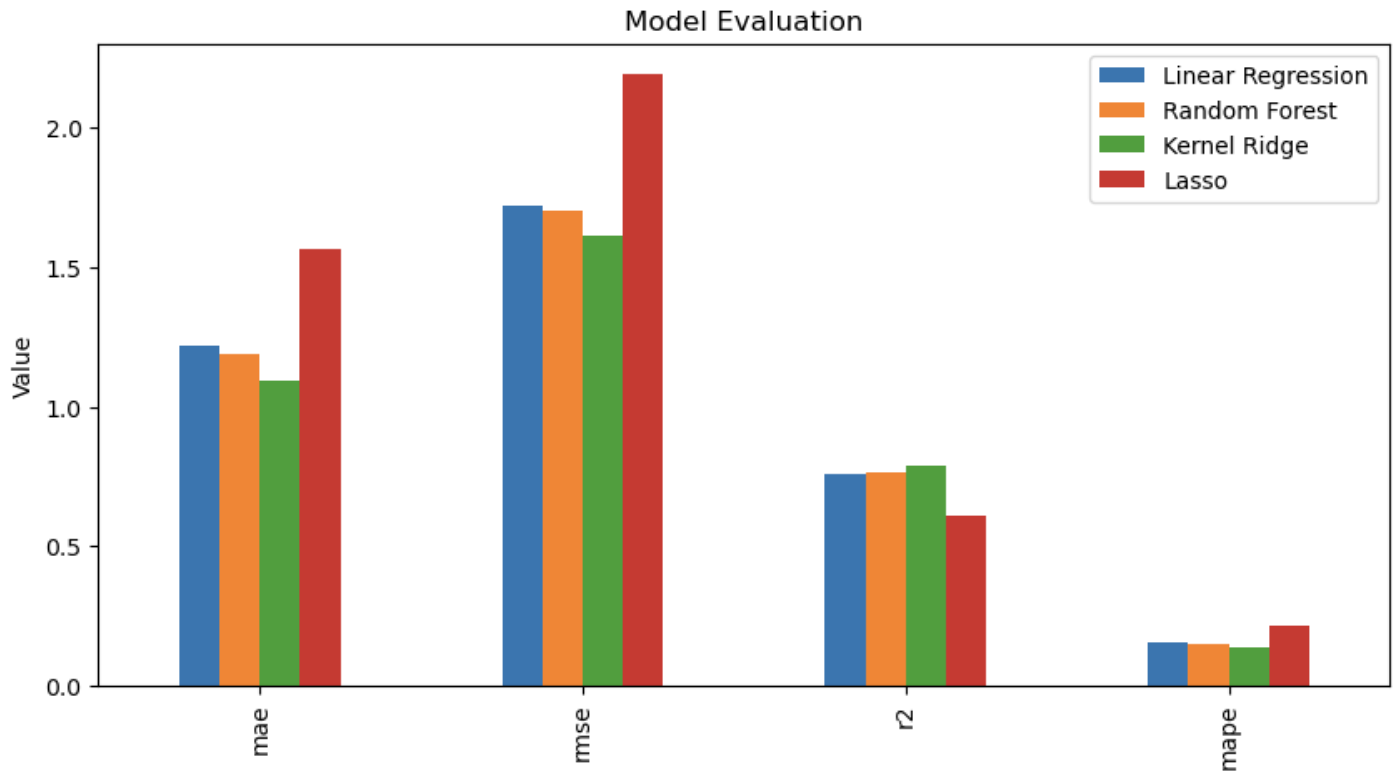 Model Evaluation
Linear Regression
Random Forest
Kernel Ridge
Lasso
Value
2.0
1.5
1.0
0.5
0.0
mae
rmse
r2
mape